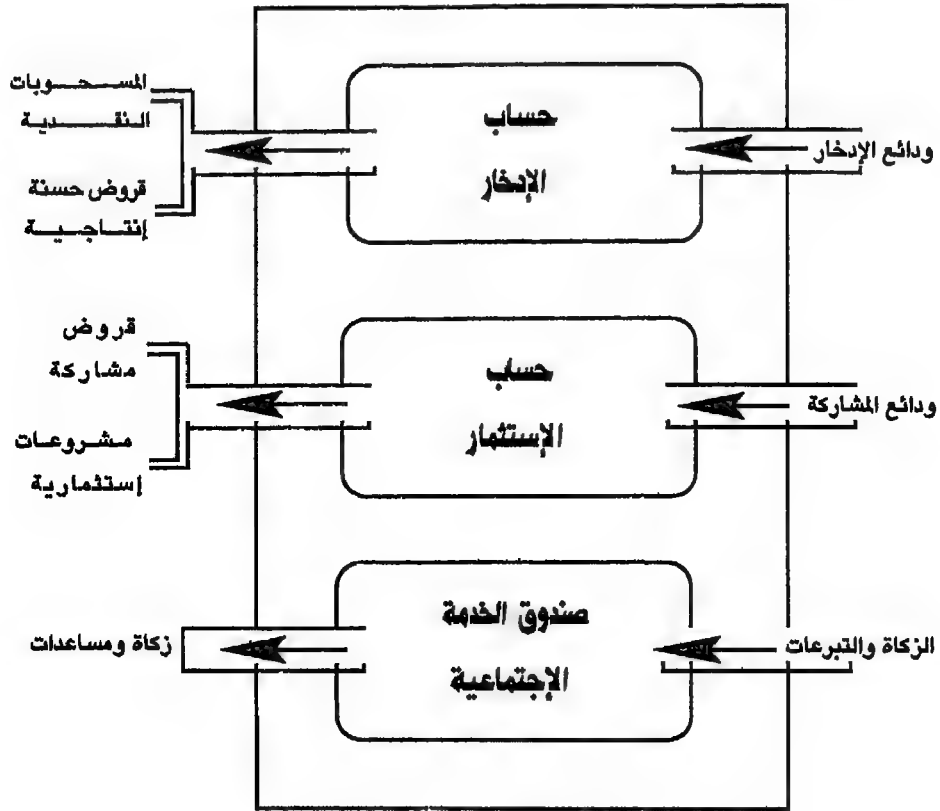 ودائع الإدخار
حساب
الإدخار
المسحوبات
النقدية
قروض حسنة
إنتاجية
ودائع المشاركة
حساب
الإستثمار
قروض
مشاركة
مشروعات
إستثمارية
الزكاة والتبرعات
صندوق الخدمة
الإجتماعية
زكاة ومساعدات